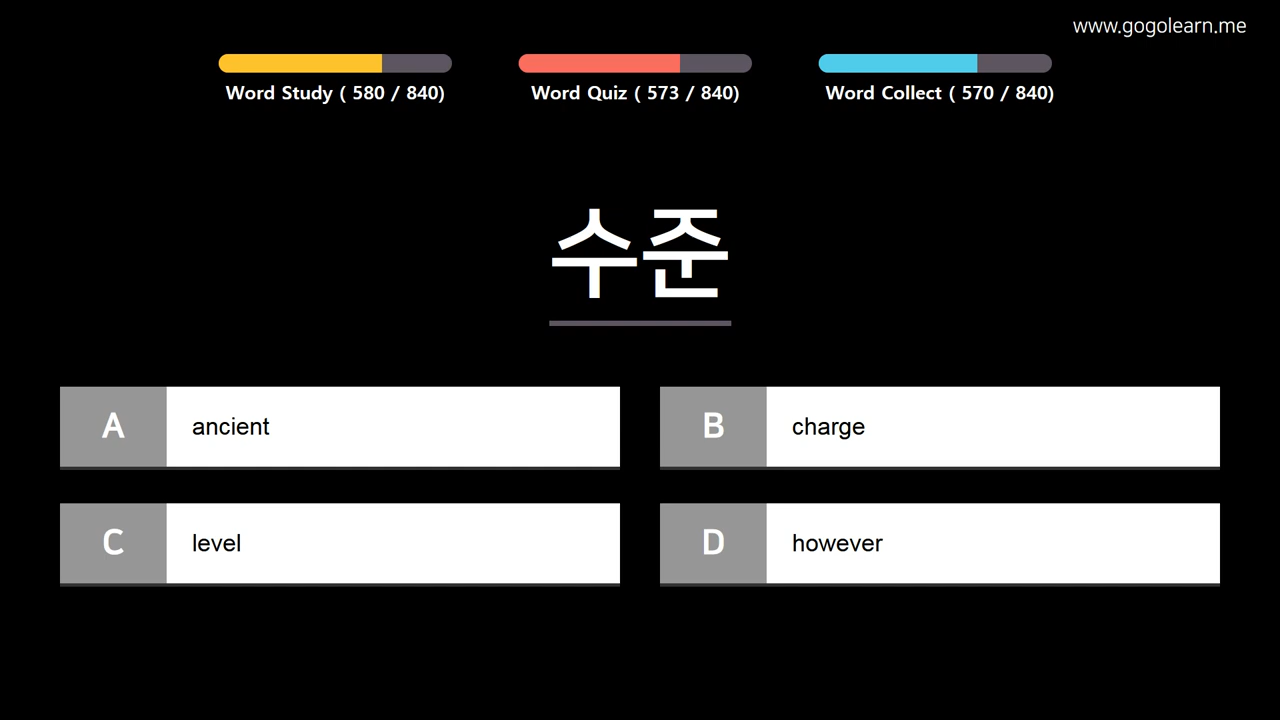 www.gogolearn.me
Word Study ( 580 / 840)
Word Quiz ( 573 / 840)
Word Collect ( 570 / 840)
수준
A ancient
B charge
C level
D however